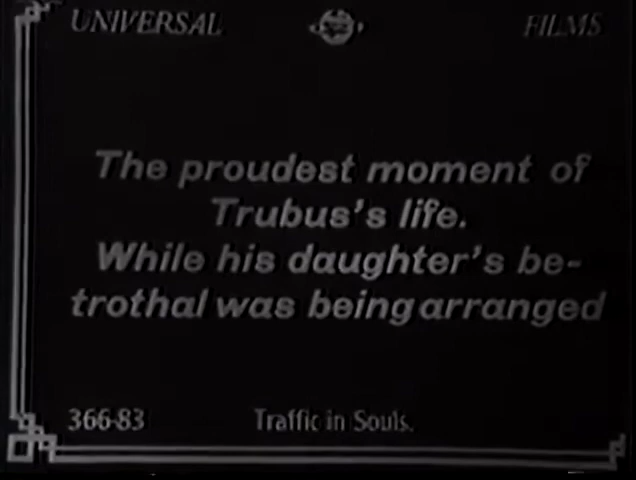 UNIVERSAL FILMS
The proudest moment of
Trubus's life.
While his daughter's be-
trothal was being arranged
366-83 Traffic in Souls.